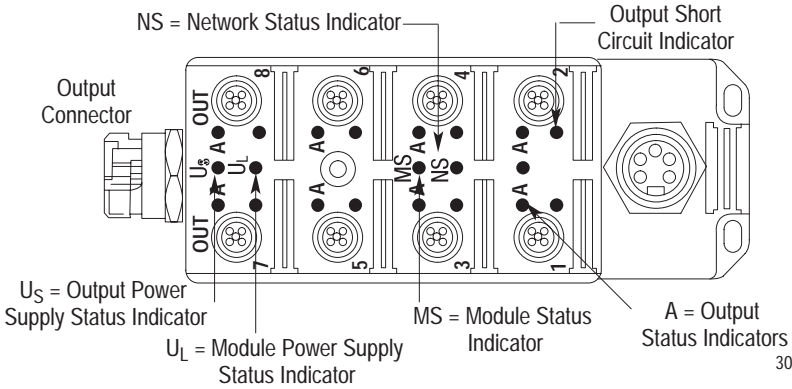 NS = Network Status Indicator
Output Short
Circuit Indicator
Output
Connector
OUT
8
6
4
2
A
A
A
A
US
UL
MS
NS
A
A
A
A
OUT
7
5
3
1
US = Output Power
Supply Status Indicator
UL = Module Power Supply
Status Indicator
MS = Module Status
Indicator
A = Output
Status Indicators
30